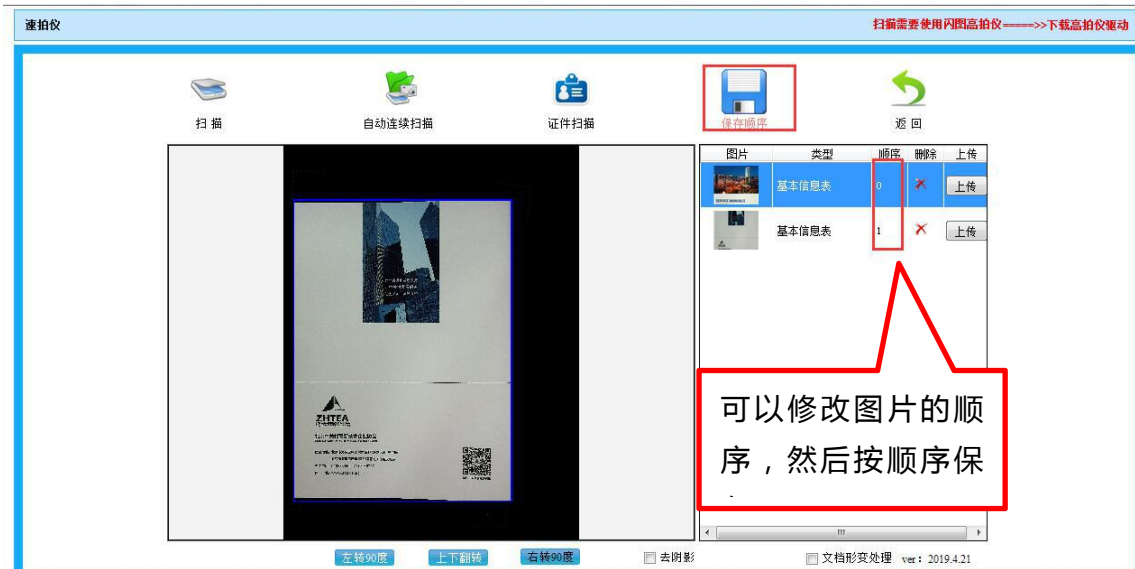 速拍仪
扫描需要使用闪图高拍仪=====>>下载高拍仪驱动
扫 描
自动连续扫描
证件扫描
保存顺序
返 回
图片 类型 顺序 删除 上传
基本信息表 0 上传
SERVICE MANUALS
基本信息表 1 上传
ZHTEA
可以修改图片的顺
序，然后按顺序保
左转90度
上下翻转
右转90度
去阴影
文档形变处理 ver: 2019.4.21